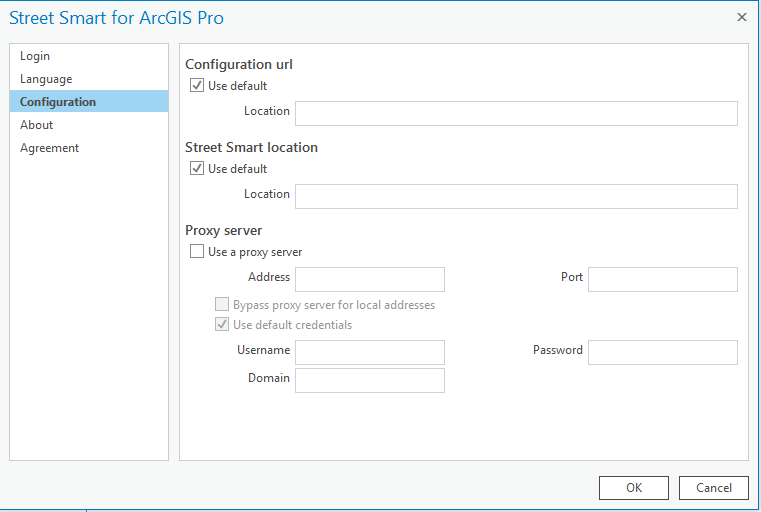 Street Smart for ArcGIS Pro
Login
Language
Configuration
About
Agreement
Configuration url
Use default
Location
Street Smart location
Use default
Location
Proxy server
Use a proxy server
Address Port
Bypass proxy server for local addresses
Use default credentials
Username Password
Domain
OK Cancel